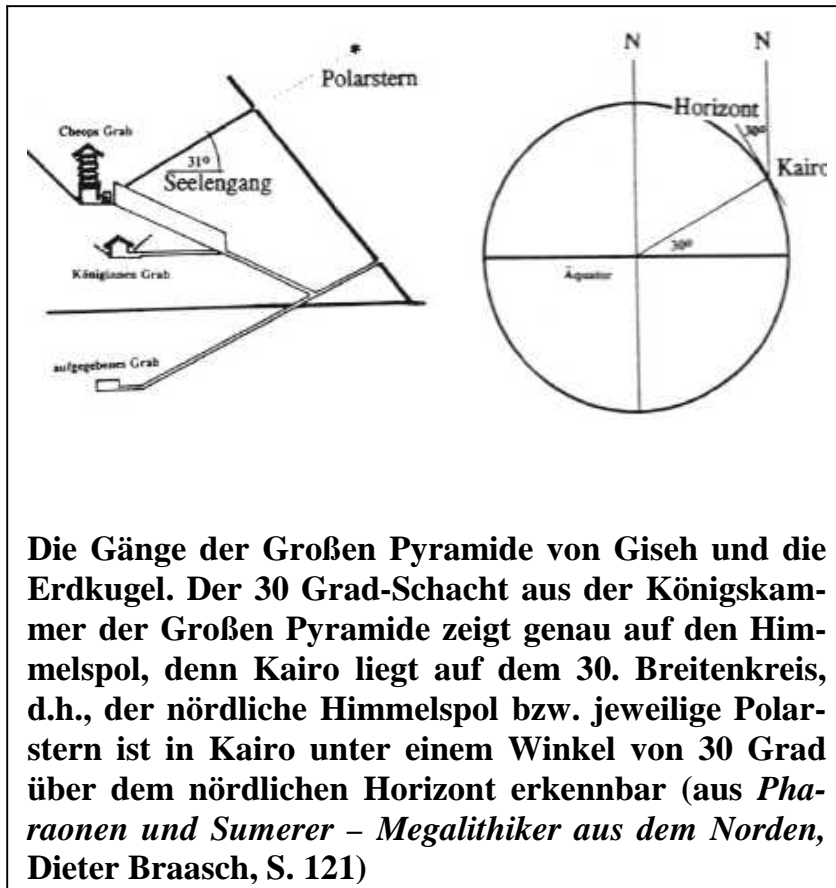 Polarstern
Cheops Grab
31º
Seelengang
Königinnen Grab
aufgegebenes Grab
N N
Horizont
30º
Kairo
30º
Äquator
Die Gänge der Großen Pyramide von Giseh und die
Erdkugel. Der 30 Grad-Schacht aus der Königskam-
mer der Großen Pyramide zeigt genau auf den Him-
melspol, denn Kairo liegt auf dem 30. Breitenkreis,
d.h., der nördliche Himmelspol bzw. jeweilige Polar-
stern ist in Kairo unter einem Winkel von 30 Grad
über dem nördlichen Horizont erkennbar (aus Pha-
raonen und Sumerer – Megalithiker aus dem Norden,
Dieter Braasch, S. 121)